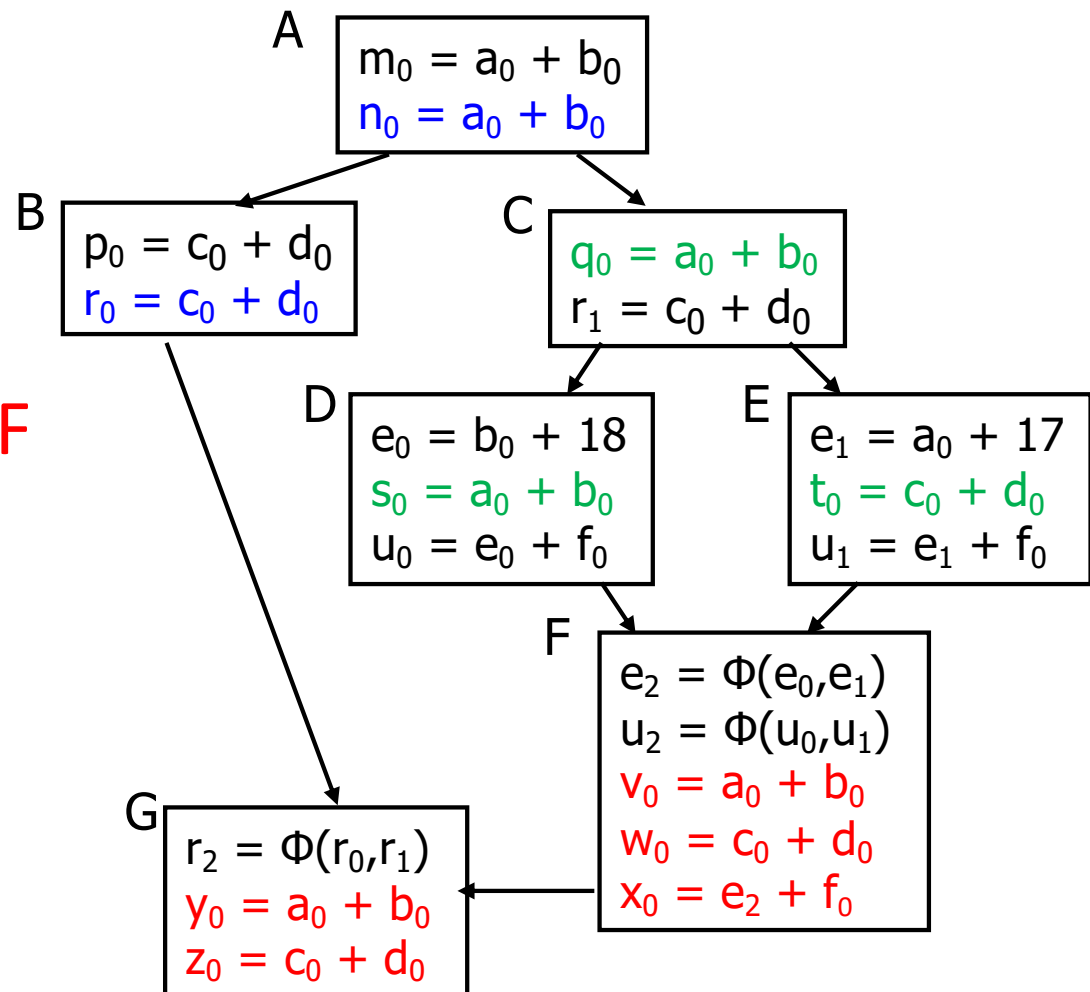 A
m₀ = a₀ + b₀
n₀ = a₀ + b₀
B
p₀ = c₀ + d₀
r₀ = c₀ + d₀
C
q₀ = a₀ + b₀
r₁ = c₀ + d₀
F
D
e₀ = b₀ + 18
s₀ = a₀ + b₀
u₀ = e₀ + f₀
E
e₁ = a₀ + 17
t₀ = c₀ + d₀
u₁ = e₁ + f₀
F
e₂ = Φ(e₀,e₁)
u₂ = Φ(u₀,u₁)
v₀ = a₀ + b₀
w₀ = c₀ + d₀
x₀ = e₂ + f₀
G
r₂ = Φ(r₀,r₁)
y₀ = a₀ + b₀
z₀ = c₀ + d₀